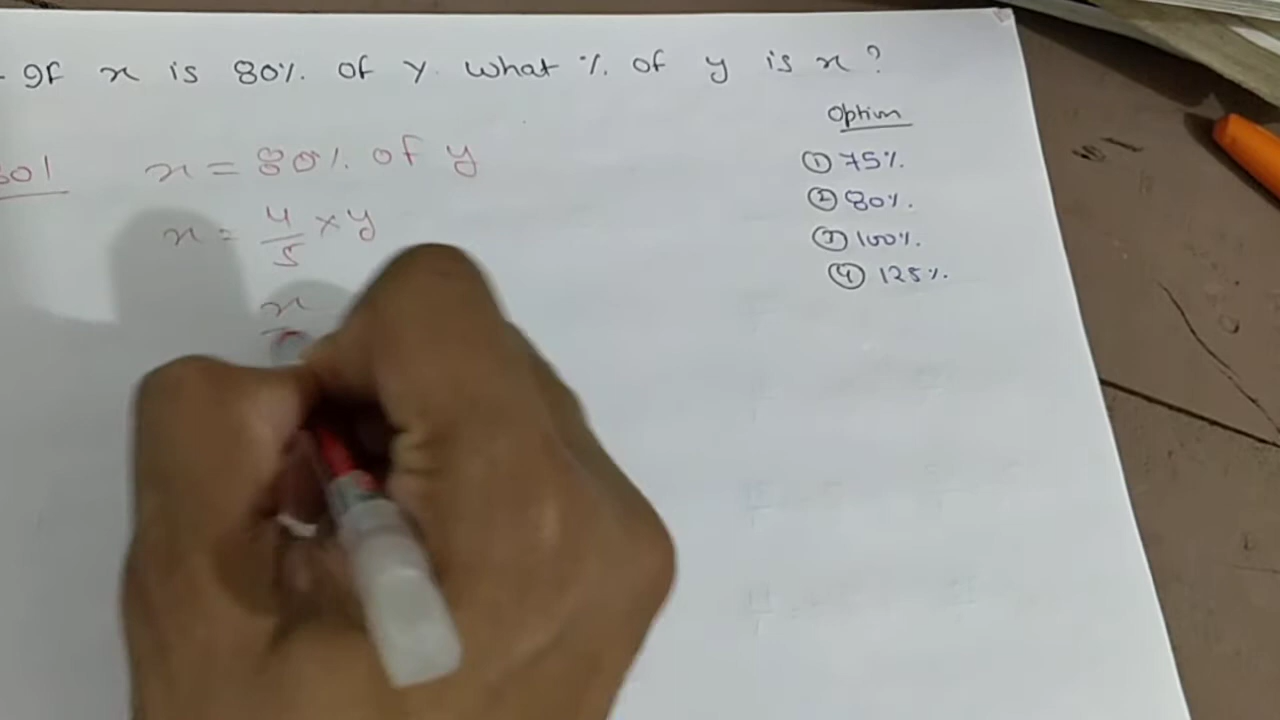 If x is 80% of y. what % of y is x?
Option
① 75%.
② 80%.
③ 100%.
④ 125%.
Sol
x = 80% of y
x = 4/5 × y
x